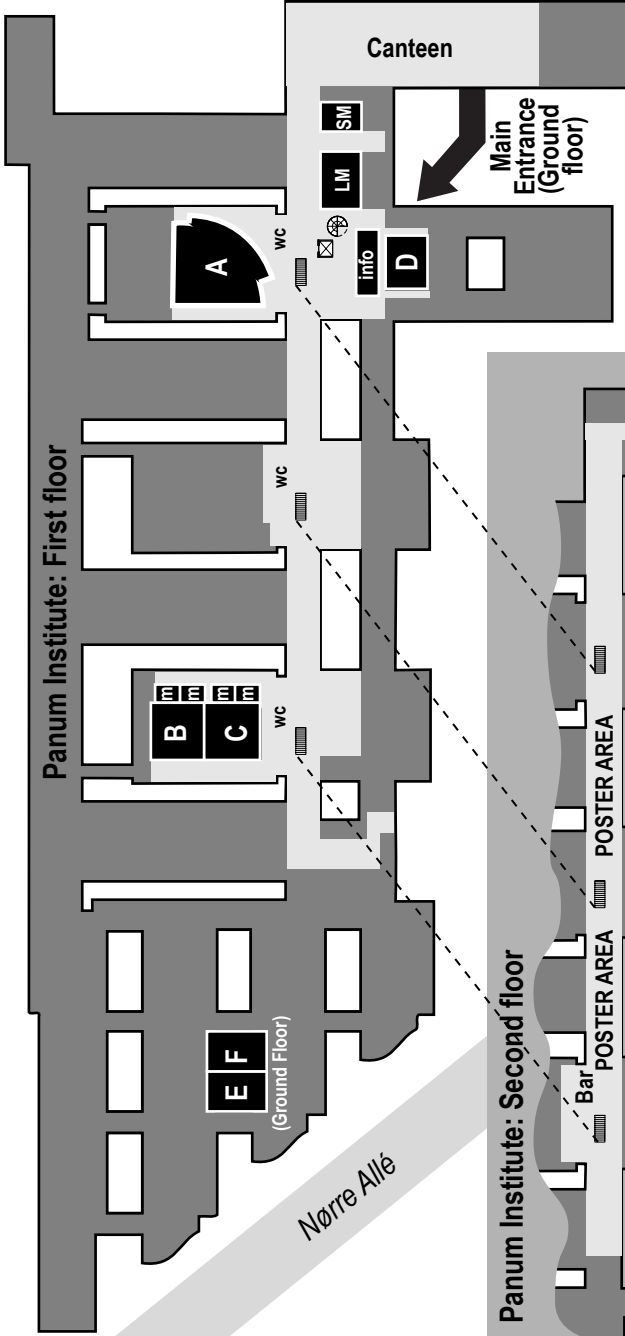 Canteen
SM
LM
Main
Entrance
(Ground
floor)
wc
A
info
D
Panum Institute: First floor
wc
m
m
m
m
B
C
wc
E
F
(Ground Floor)
Nørre Allé
Panum Institute: Second floor
POSTER AREA
POSTER AREA
Bar